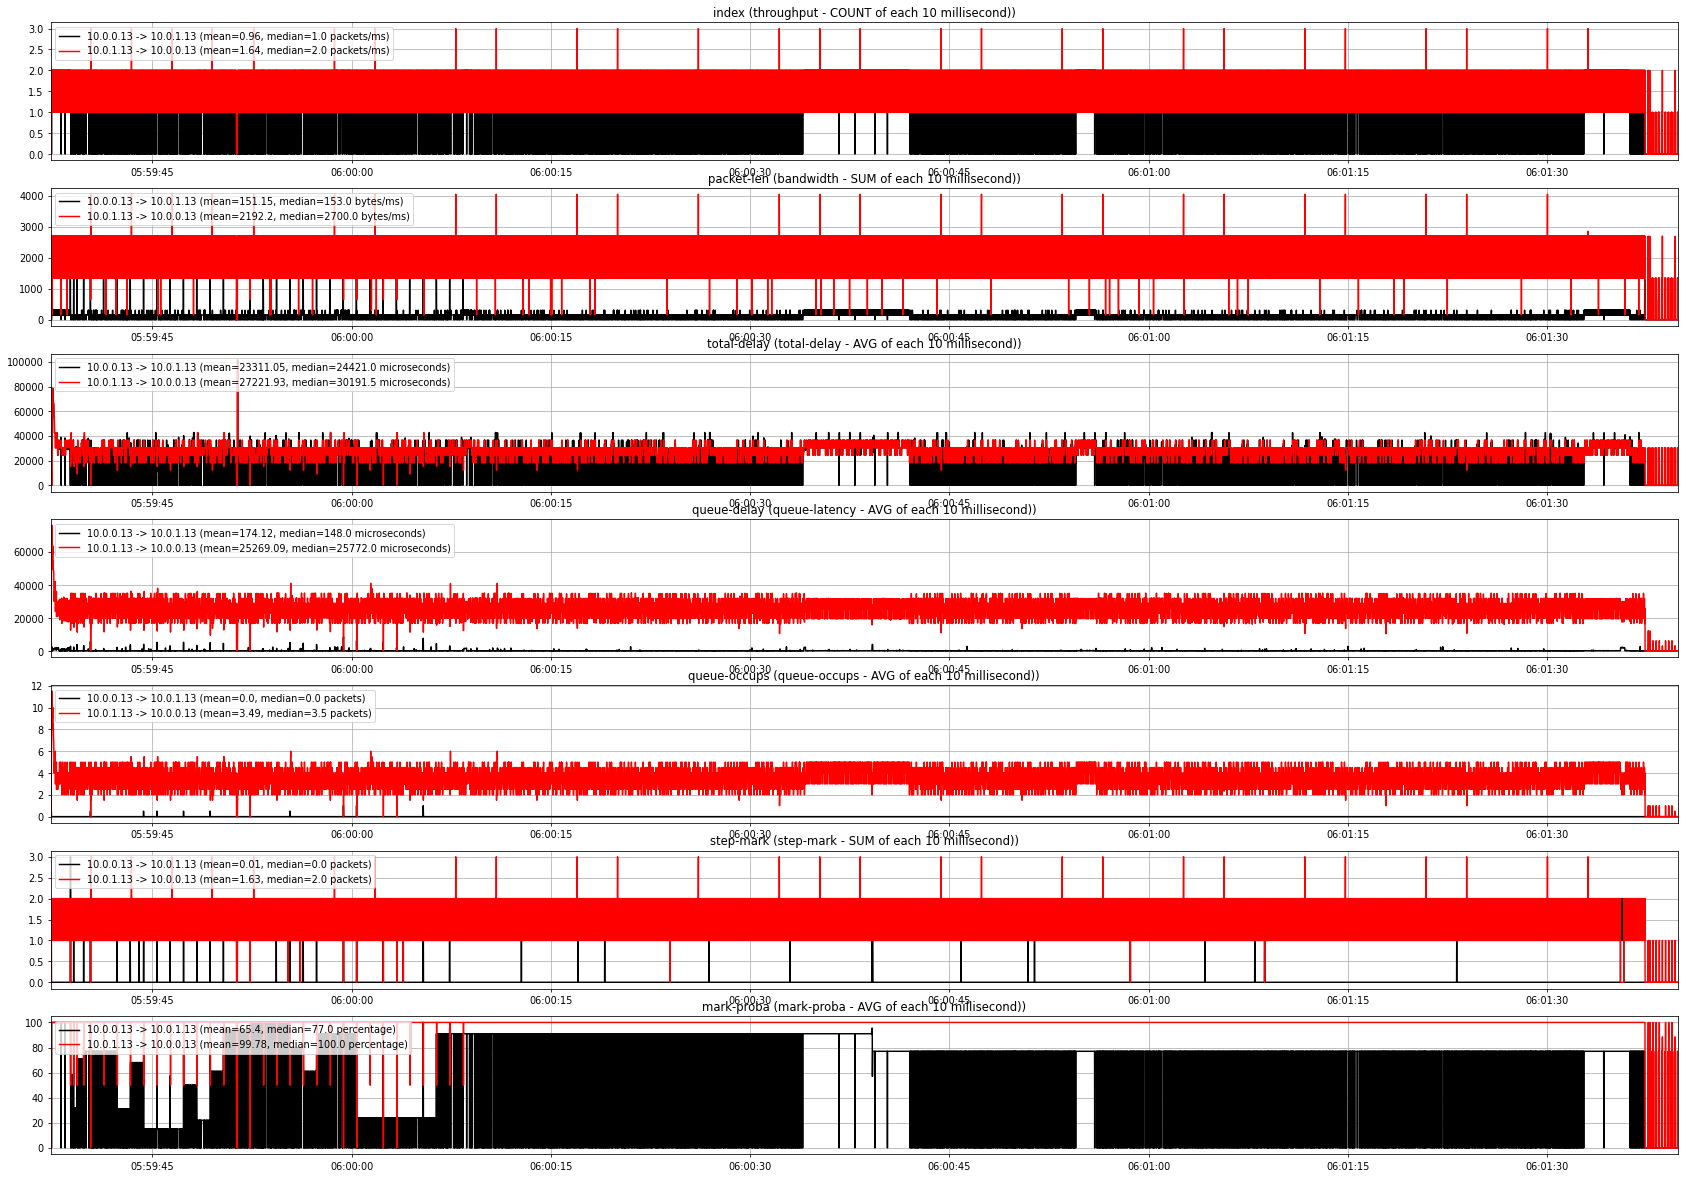 index (throughput - COUNT of each 10 millisecond))
3.0
2.5
2.0
1.5
1.0
0.5
0.0
10.0.0.13 -> 10.0.1.13 (mean=0.96, median=1.0 packets/ms)
10.0.1.13 -> 10.0.0.13 (mean=1.64, median=2.0 packets/ms)
05:59:45 06:00:00 06:00:15 06:00:30 06:00:45 06:01:00 06:01:15 06:01:30
packet-len (bandwidth - SUM of each 10 millisecond))
4000
3000
2000
1000
0
10.0.0.13 -> 10.0.1.13 (mean=151.15, median=153.0 bytes/ms)
10.0.1.13 -> 10.0.0.13 (mean=2192.2, median=2700.0 bytes/ms)
05:59:45 06:00:00 06:00:15 06:00:30 06:00:45 06:01:00 06:01:15 06:01:30
total-delay (total-delay - AVG of each 10 millisecond))
100000
80000
60000
40000
20000
0
10.0.0.13 -> 10.0.1.13 (mean=23311.05, median=24421.0 microseconds)
10.0.1.13 -> 10.0.0.13 (mean=27221.93, median=30191.5 microseconds)
05:59:45 06:00:00 06:00:15 06:00:30 06:00:45 06:01:00 06:01:15 06:01:30
queue-delay (queue-latency - AVG of each 10 millisecond))
60000
40000
20000
0
10.0.0.13 -> 10.0.1.13 (mean=174.12, median=148.0 microseconds)
10.0.1.13 -> 10.0.0.13 (mean=25269.09, median=25772.0 microseconds)
05:59:45 06:00:00 06:00:15 06:00:30 06:00:45 06:01:00 06:01:15 06:01:30
queue-occups (queue-occups - AVG of each 10 millisecond))
12
10
8
6
4
2
0
10.0.0.13 -> 10.0.1.13 (mean=0.0, median=0.0 packets)
10.0.1.13 -> 10.0.0.13 (mean=3.49, median=3.5 packets)
05:59:45 06:00:00 06:00:15 06:00:30 06:00:45 06:01:00 06:01:15 06:01:30
step-mark (step-mark - SUM of each 10 millisecond))
3.0
2.5
2.0
1.5
1.0
0.5
0.0
10.0.0.13 -> 10.0.1.13 (mean=0.01, median=0.0 packets)
10.0.1.13 -> 10.0.0.13 (mean=1.63, median=2.0 packets)
05:59:45 06:00:00 06:00:15 06:00:30 06:00:45 06:01:00 06:01:15 06:01:30
mark-proba (mark-proba - AVG of each 10 millisecond))
100
80
60
40
20
0
10.0.0.13 -> 10.0.1.13 (mean=65.4, median=77.0 percentage)
10.0.1.13 -> 10.0.0.13 (mean=99.78, median=100.0 percentage)
05:59:45 06:00:00 06:00:15 06:00:30 06:00:45 06:01:00 06:01:15 06:01:30